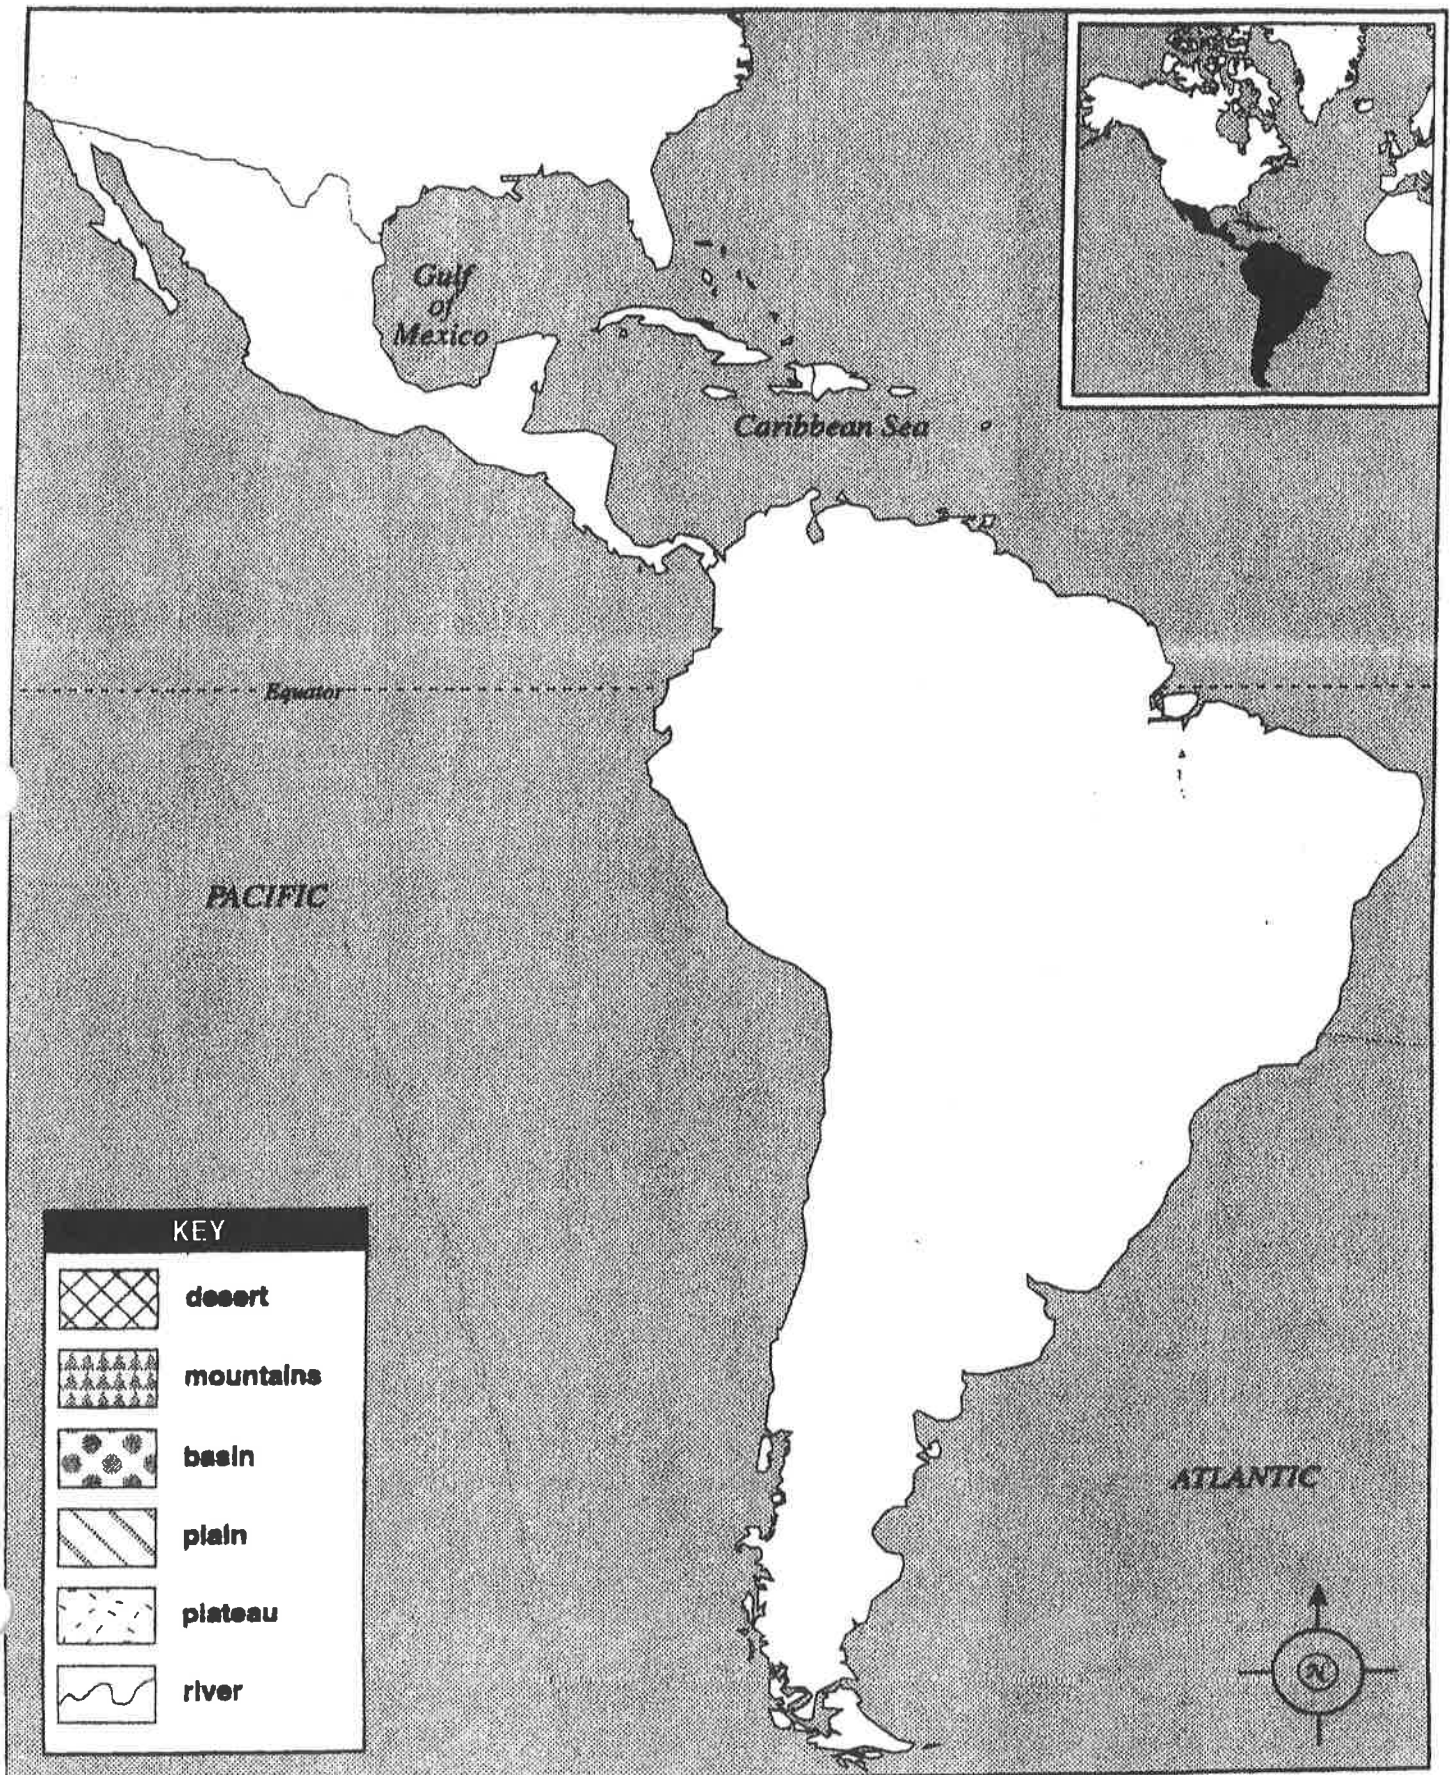 Gulf
of
Mexico
Caribbean Sea
Equator
PACIFIC
KEY
desert
mountains
basin
plain
plateau
river
ATLANTIC
N